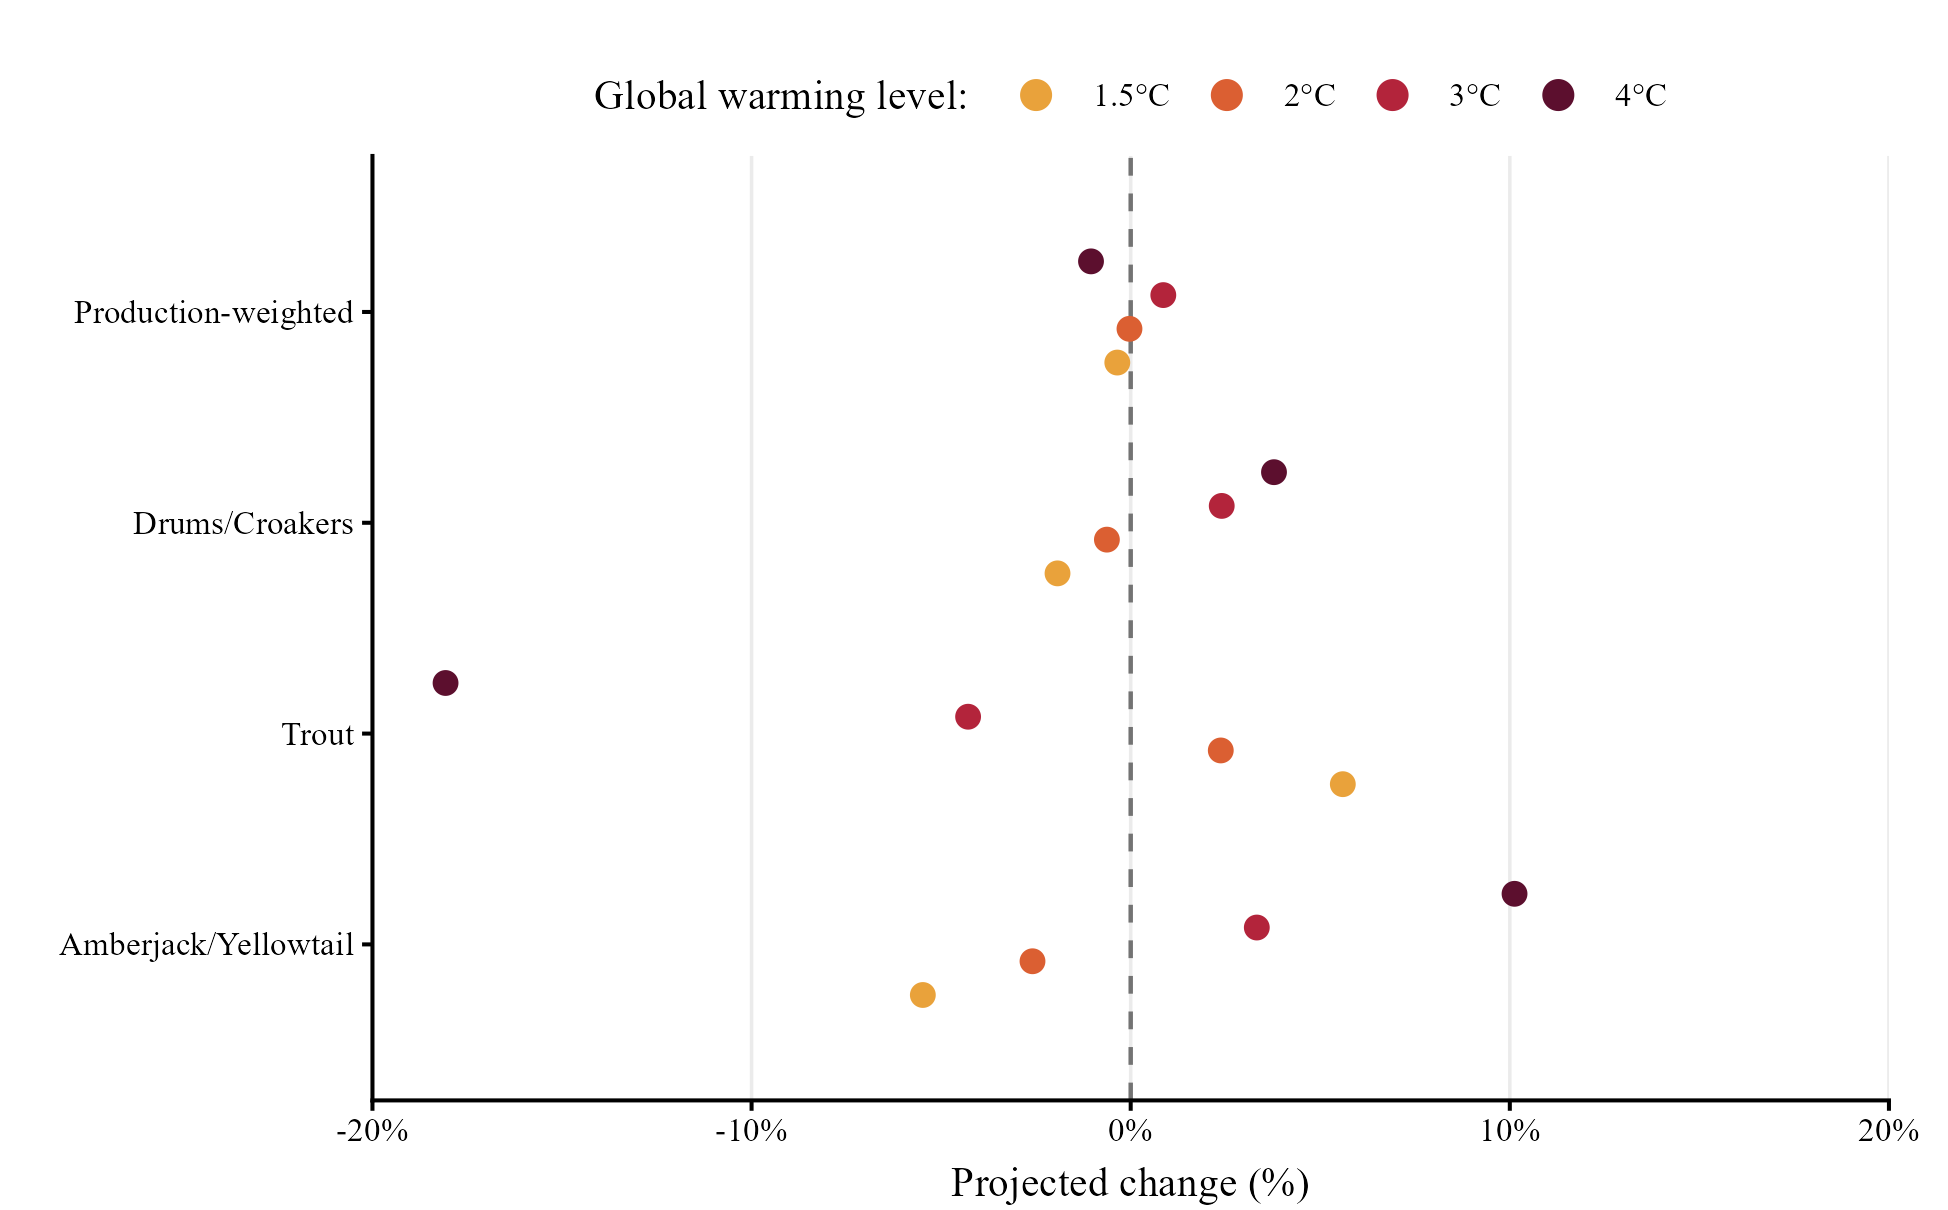 Global warming level: 1.5°C 2°C 3°C 4°C
Production-weighted
Drums/Croakers
Trout
Amberjack/Yellowtail
-20% -10% 0% 10% 20%
Projected change (%)